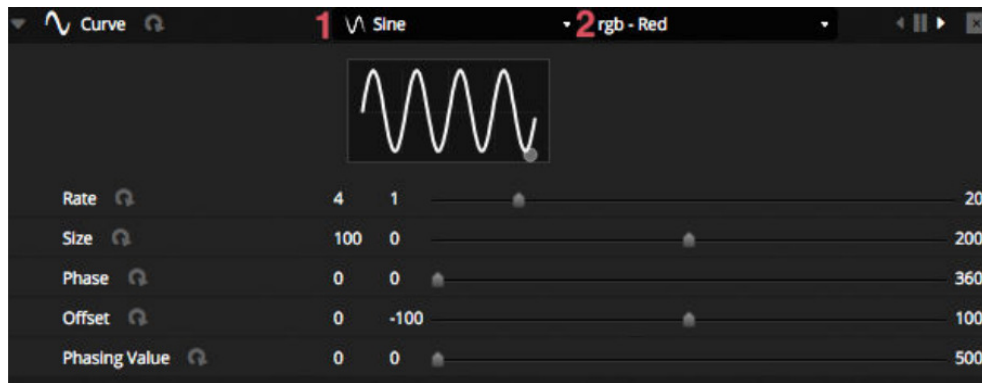 Curve 1 Sine 2 rgb - Red
Rate 4 1 20
Size 100 0 200
Phase 0 0 360
Offset 0 -100 100
Phasing Value 0 0 500